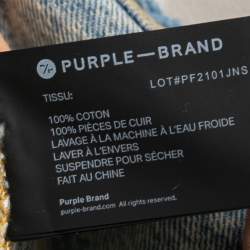 PURPLE—BRAND
LOT#PF2101JNS
TISSU:
100% COTON
100% PIÈCES DE CUIR
LAVAGE À LA MACHINE À L'EAU FROIDE
LAVER À L'ENVERS
SUSPENDRE POUR SÉCHER
FAIT AU CHINE
Purple Brand
purple-brand.com All rights reserved.